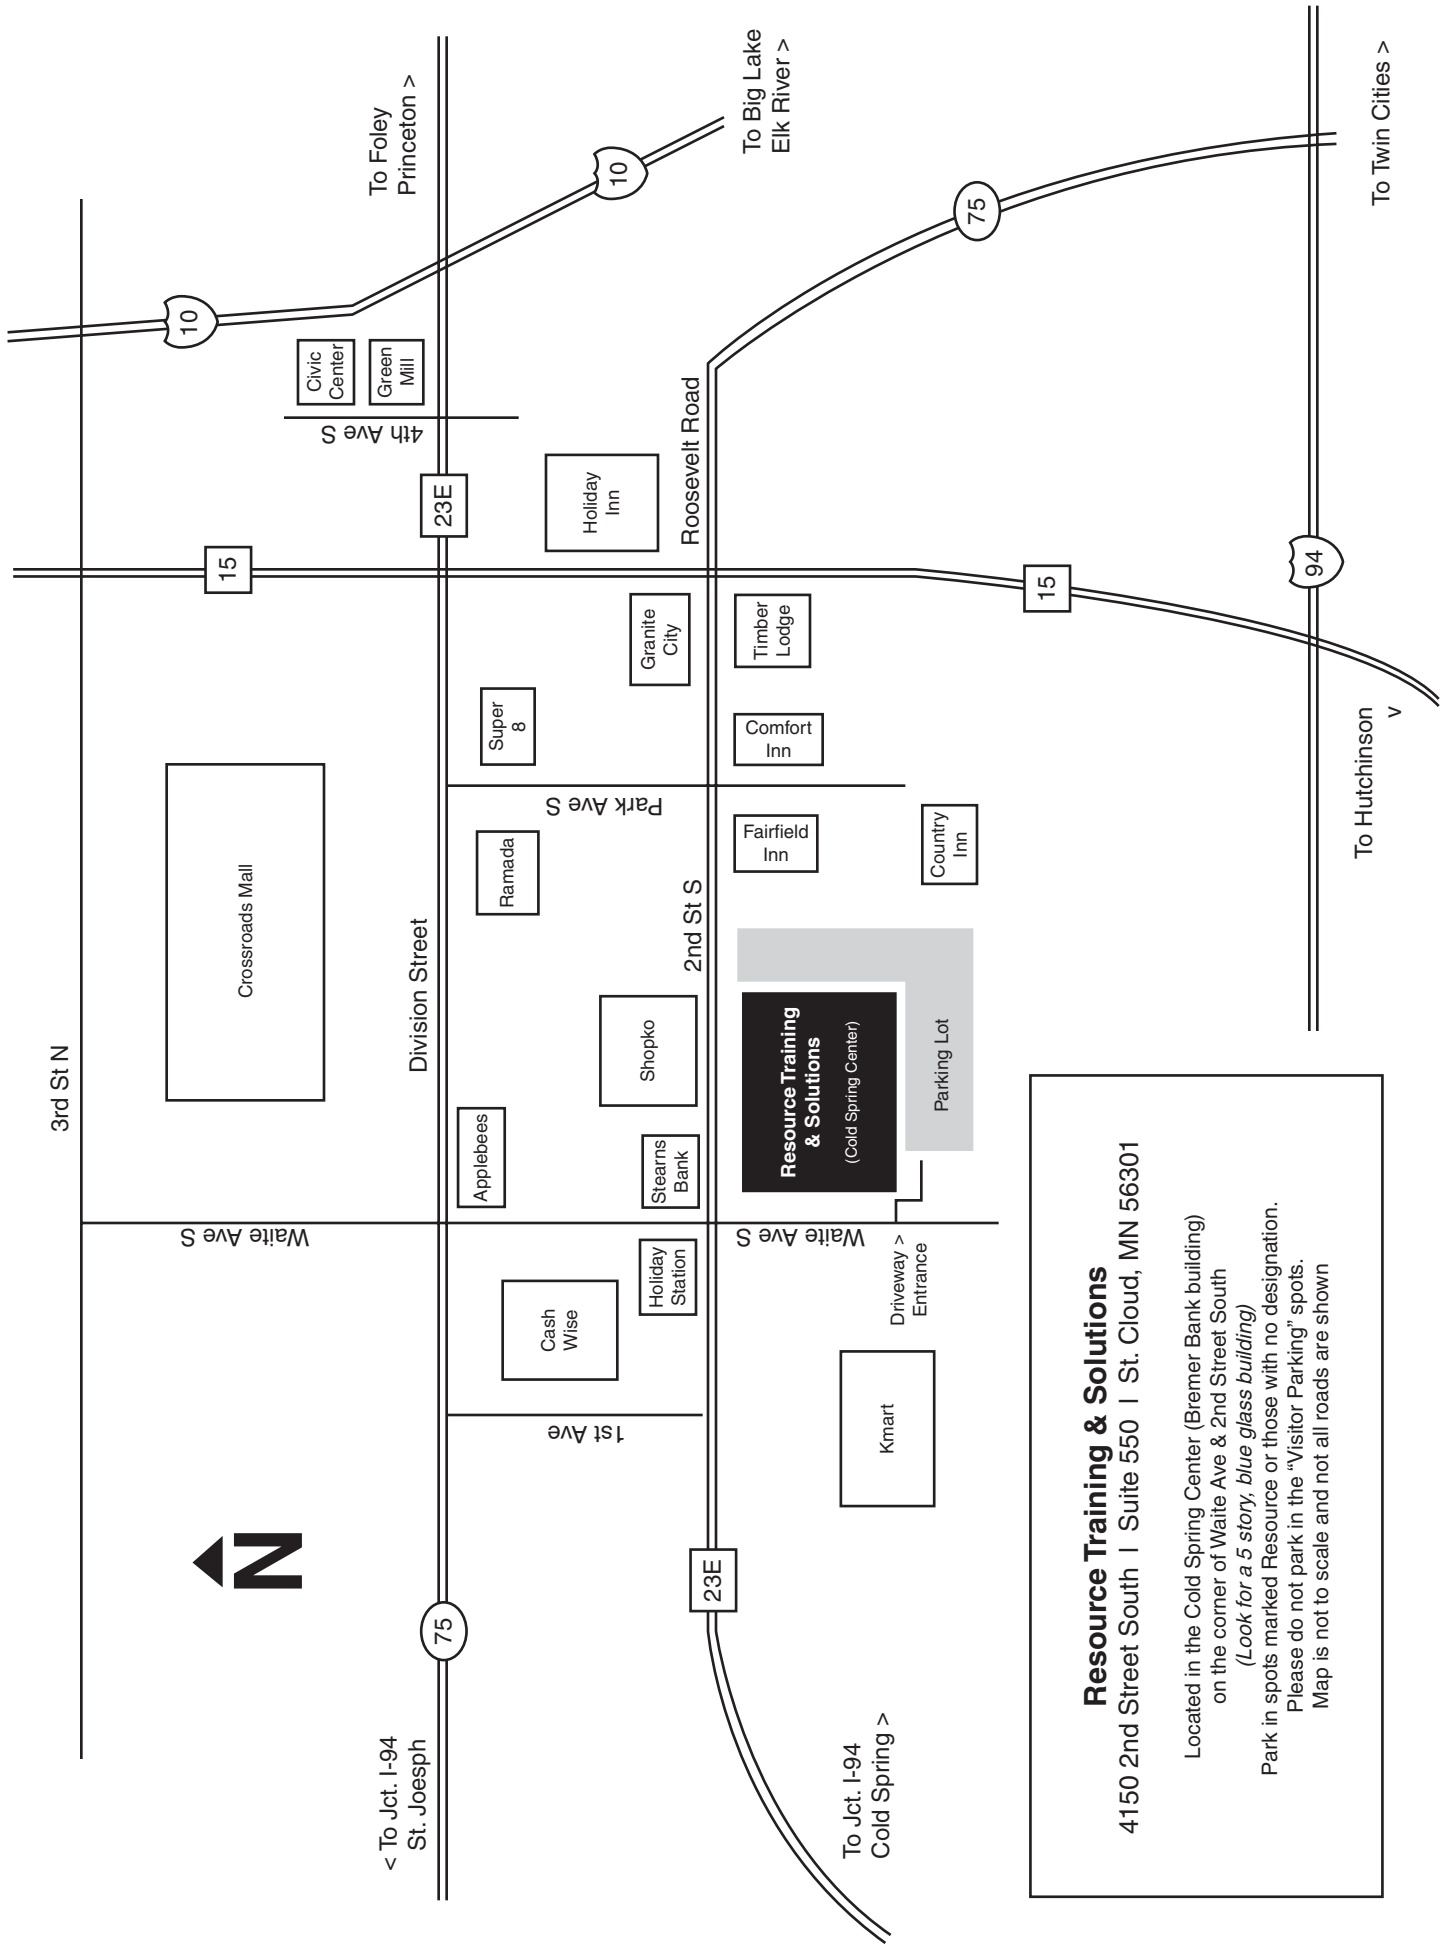 3rd St N
N
10
15
Crossroads Mall
Civic
Center
Green
Mill
Waite Ave S
4th Ave S
To Foley
Princeton >
< To Jct. I-94
St. Joesph
75
Division Street
23E
10
Applebees
Ramada
Super
8
1st Ave
Cash
Wise
Park Ave S
Holiday
Inn
To Big Lake
Elk River >
Holiday
Station
Stearns
Bank
Shopko
Granite
City
23E
2nd St S
Roosevelt Road
Waite Ave S
Resource Training
& Solutions
(Cold Spring Center)
Fairfield
Inn
Comfort
Inn
Timber
Lodge
To Jct. I-94
Cold Spring >
Kmart
Driveway >
Entrance
Parking Lot
Country
Inn
75
15
94
To Hutchinson
v
To Twin Cities >
Resource Training & Solutions
4150 2nd Street South | Suite 550 | St. Cloud, MN 56301
Located in the Cold Spring Center (Bremer Bank building)
on the corner of Waite Ave & 2nd Street South
(Look for a 5 story, blue glass building)
Park in spots marked Resource or those with no designation.
Please do not park in the “Visitor Parking” spots.
Map is not to scale and not all roads are shown